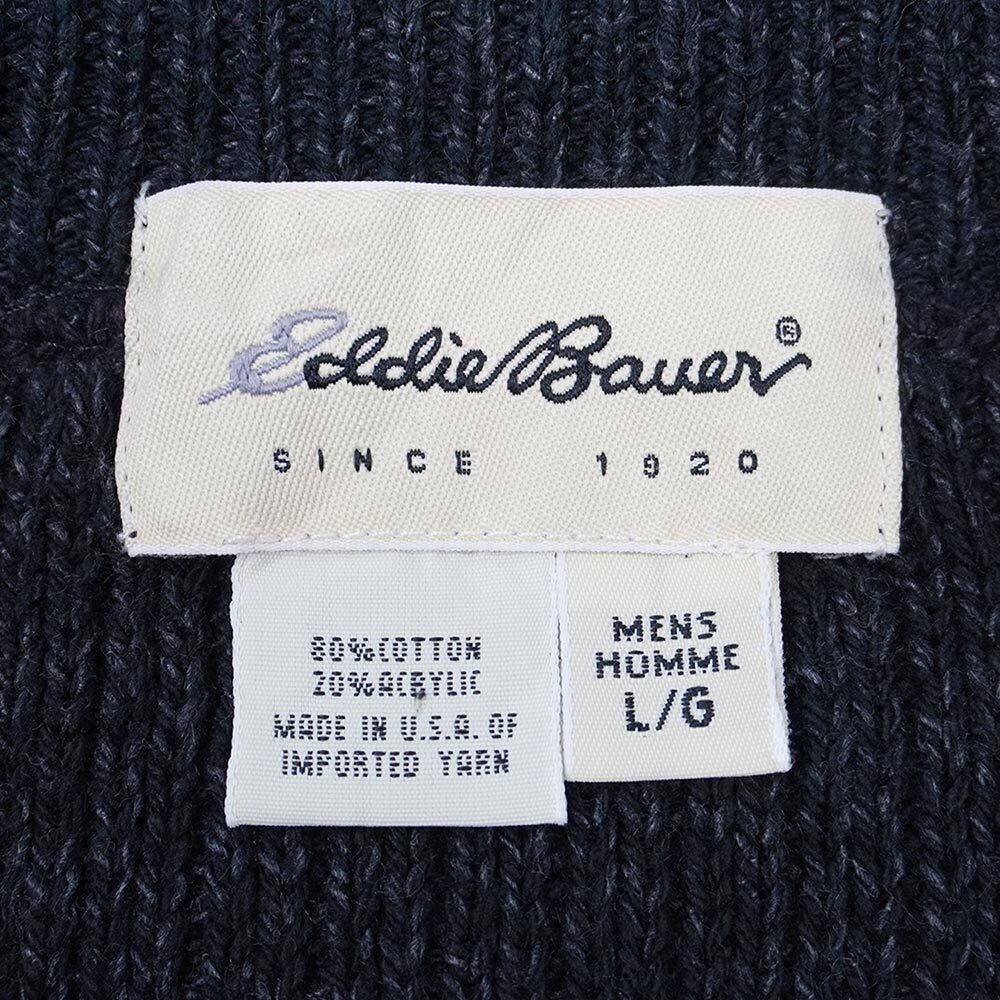 Eddie Bauer®
SINCE 1920
80% COTTON
20% ACRYLIC
MADE IN U.S.A. OF
IMPORTED YARN
MENS
HOMME
L/G